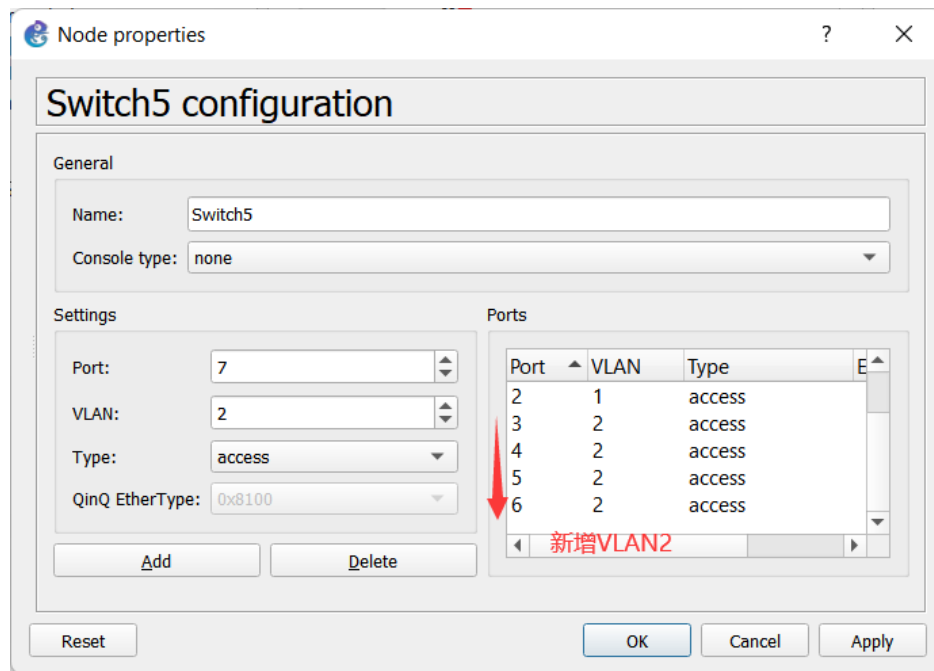 Node properties
?
Switch5 configuration
General
Name: Switch5
Console type: none
Settings
Port: 7
VLAN: 2
Type: access
QinQ EtherType: 0x8100
Add Delete
Ports
Port VLAN Type E
2 1 access
3 2 access
4 2 access
5 2 access
6 2 access
新增VLAN2
Reset OK Cancel Apply